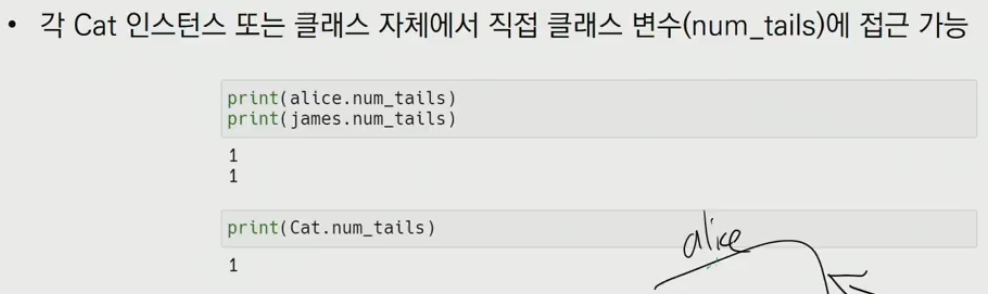 • 각 Cat 인스턴스 또는 클래스 자체에서 직접 클래스 변수(num_tails)에 접근 가능
print(alice.num_tails)
print(james.num_tails)
1
1
print(Cat.num_tails)
alice
1